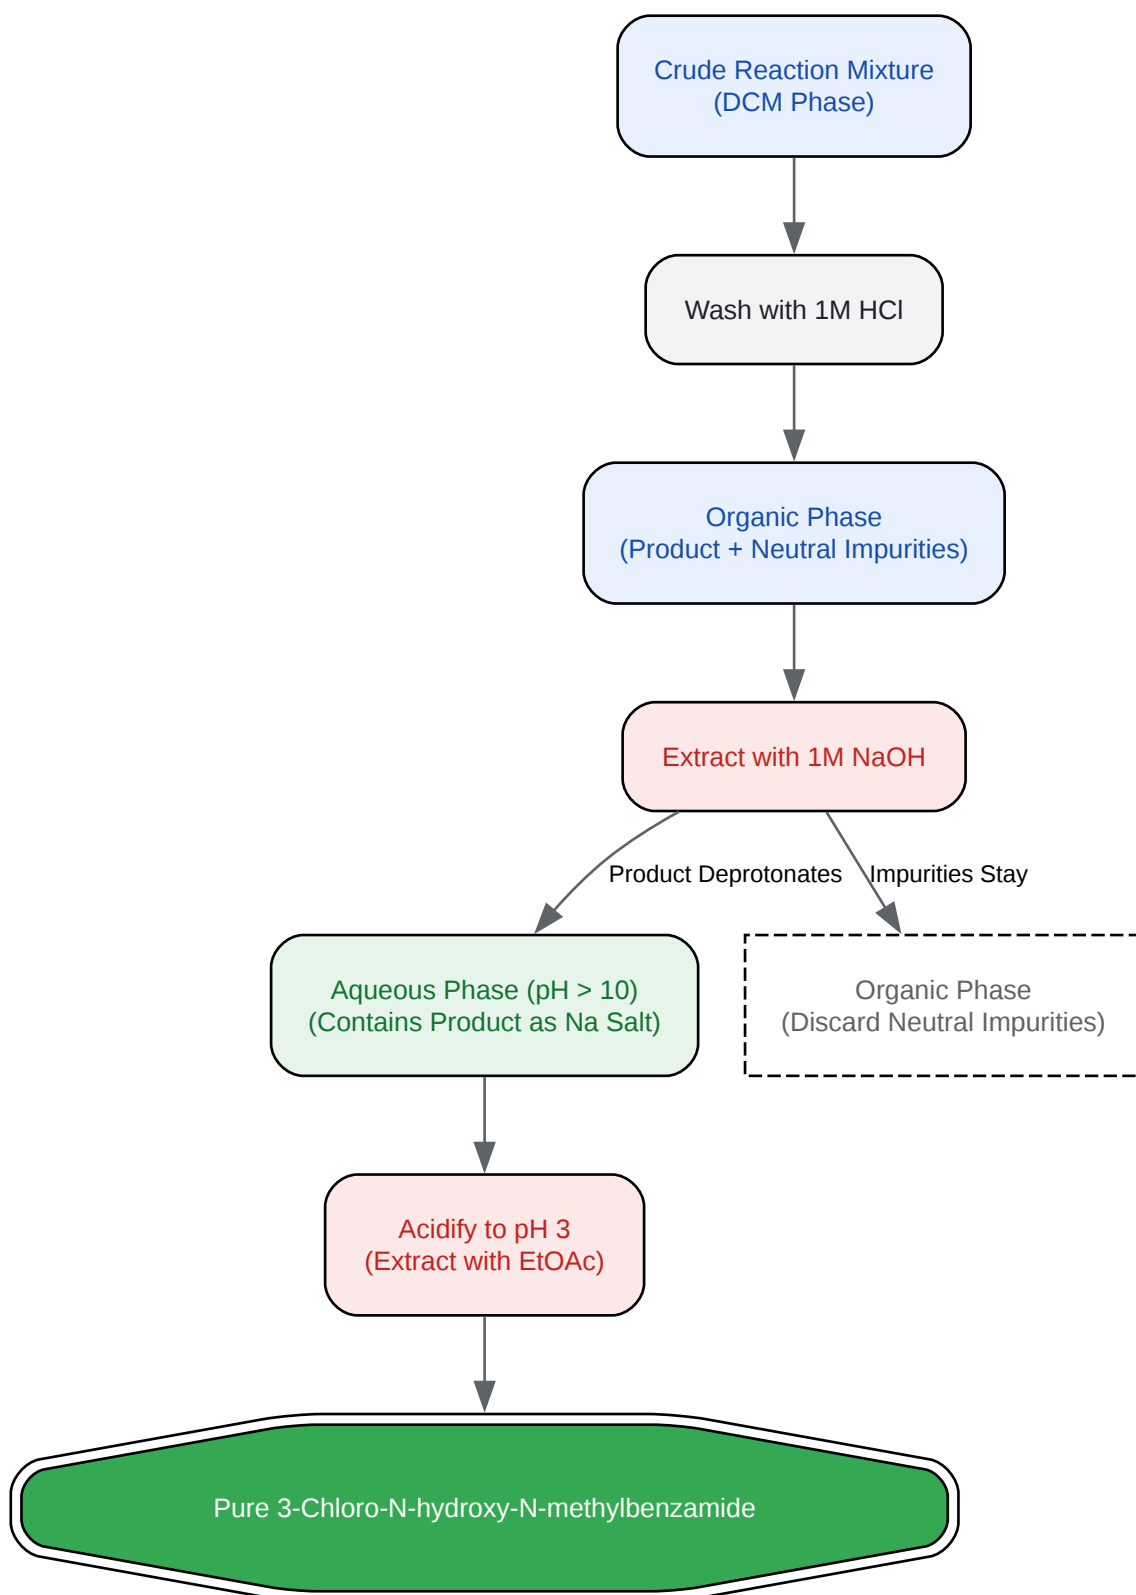 Crude Reaction Mixture
(DCM Phase)
Wash with 1M HCl
Organic Phase
(Product + Neutral Impurities)
Extract with 1M NaOH
Product Deprotonates
Impurities Stay
Aqueous Phase (pH > 10)
(Contains Product as Na Salt)
Organic Phase
(Discard Neutral Impurities)
Acidify to pH 3
(Extract with EtOAc)
Pure 3-Chloro-N-hydroxy-N-methylbenzamide